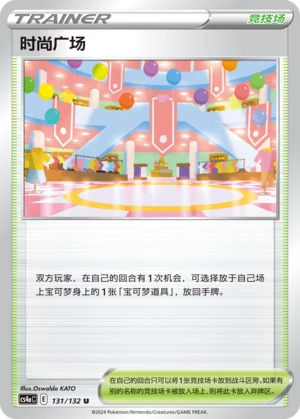 TRAINER 竞技场
时尚广场
双方玩家，在自己的回合有1次机会，可选择放于自己场
上宝可梦身上的1张「宝可梦道具」，放回手牌。
Illus.Oswaldo KATO
CS4aC E 131/132 U
在自己的回合只可以将1张竞技场卡放到战斗区旁。如果有
别的名称的竞技场卡被放入场，则将此卡放入弃牌区。
©2024 Pokémon/Nintendo/Creatures/GAME FREAK.